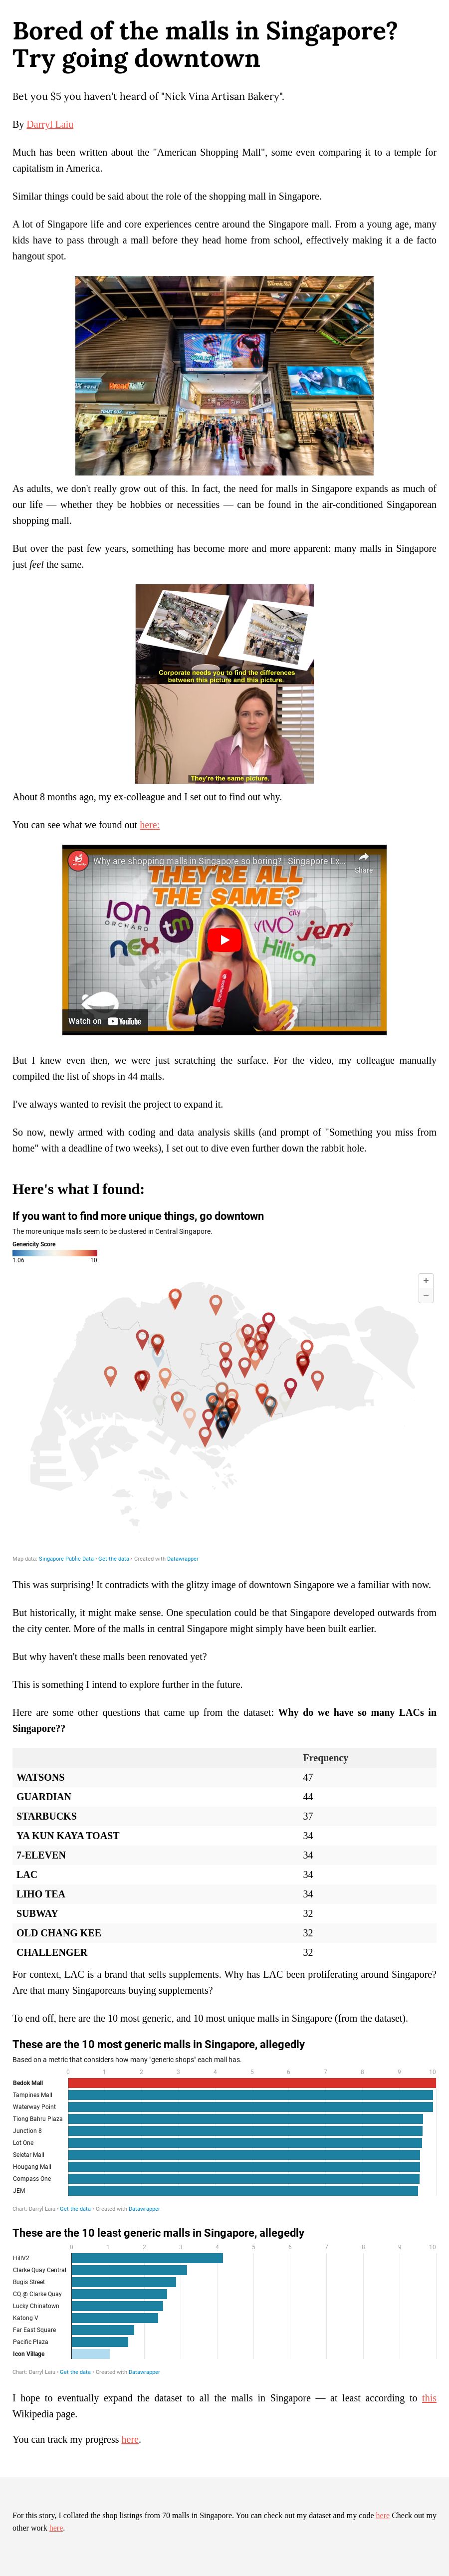 Bored of the malls in Singapore?
Try going downtown
Bet you $5 you haven't heard of "Nick Vina Artisan Bakery".
By Darryl Laiu
Much has been written about the "American Shopping Mall", some even comparing it to a temple for
capitalism in America.
Similar things could be said about the role of the shopping mall in Singapore.
A lot of Singapore life and core experiences centre around the Singapore mall. From a young age, many
kids have to pass through a mall before they head home from school, effectively making it a de facto
hangout spot.
As adults, we don't really grow out of this. In fact, the need for malls in Singapore expands as much of
our life — whether they be hobbies or necessities — can be found in the air-conditioned Singaporean
shopping mall.
But over the past few years, something has become more and more apparent: many malls in Singapore
just feel the same.
Corporate needs you to find the differences
between this picture and this picture.
They're the same picture.
About 8 months ago, my ex-colleague and I set out to find out why.
You can see what we found out here:
Why are shopping malls in Singapore so boring? | Singapore Ex...
Share
THEY'RE ALL
THE SAME?
ION
ORCHARD
tm
VIVO
city
jem
nex
Hillion
Watch on YouTube
But I knew even then, we were just scratching the surface. For the video, my colleague manually
compiled the list of shops in 44 malls.
I've always wanted to revisit the project to expand it.
So now, newly armed with coding and data analysis skills (and prompt of "Something you miss from
home" with a deadline of two weeks), I set out to dive even further down the rabbit hole.
Here's what I found:
If you want to find more unique things, go downtown
The more unique malls seem to be clustered in Central Singapore.
Genericity Score
1.06 10
+
−
Map data: Singapore Public Data • Get the data • Created with Datawrapper
This was surprising! It contradicts with the glitzy image of downtown Singapore we a familiar with now.
But historically, it might make sense. One speculation could be that Singapore developed outwards from
the city center. More of the malls in central Singapore might simply have been built earlier.
But why haven't these malls been renovated yet?
This is something I intend to explore further in the future.
Here are some other questions that came up from the dataset: Why do we have so many LACs in
Singapore??
Frequency
WATSONS 47
GUARDIAN 44
STARBUCKS 37
YA KUN KAYA TOAST 34
7-ELEVEN 34
LAC 34
LIHO TEA 34
SUBWAY 32
OLD CHANG KEE 32
CHALLENGER 32
For context, LAC is a brand that sells supplements. Why has LAC been proliferating around Singapore?
Are that many Singaporeans buying supplements?
To end off, here are the 10 most generic, and 10 most unique malls in Singapore (from the dataset).
These are the 10 most generic malls in Singapore, allegedly
Based on a metric that considers how many "generic shops" each mall has.
0 1 2 3 4 5 6 7 8 9 10
Bedok Mall
Tampines Mall
Waterway Point
Tiong Bahru Plaza
Junction 8
Lot One
Seletar Mall
Hougang Mall
Compass One
JEM
Chart: Darryl Laiu • Get the data • Created with Datawrapper
These are the 10 least generic malls in Singapore, allegedly
0 1 2 3 4 5 6 7 8 9 10
HillV2
Clarke Quay Central
Bugis Street
CQ @ Clarke Quay
Lucky Chinatown
Katong V
Far East Square
Pacific Plaza
Icon Village
Chart: Darryl Laiu • Get the data • Created with Datawrapper
I hope to eventually expand the dataset to all the malls in Singapore — at least according to this
Wikipedia page.
You can track my progress here.
For this story, I collated the shop listings from 70 malls in Singapore. You can check out my dataset and my code here Check out my
other work here.